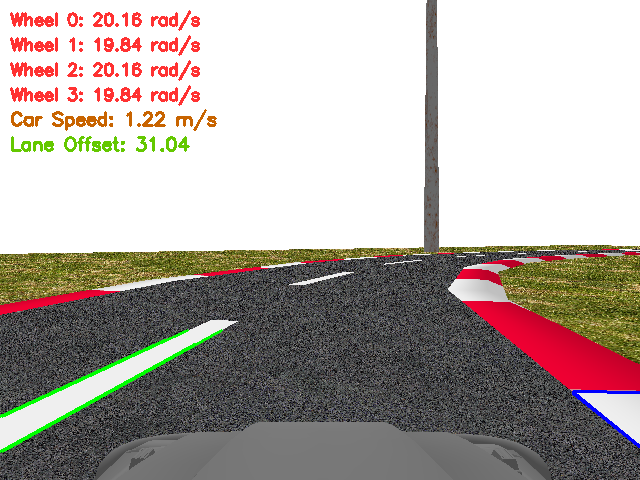 Wheel 0: 20.16 rad/s
Wheel 1: 19.84 rad/s
Wheel 2: 20.16 rad/s
Wheel 3: 19.84 rad/s
Car Speed: 1.22 m/s
Lane Offset: 31.04